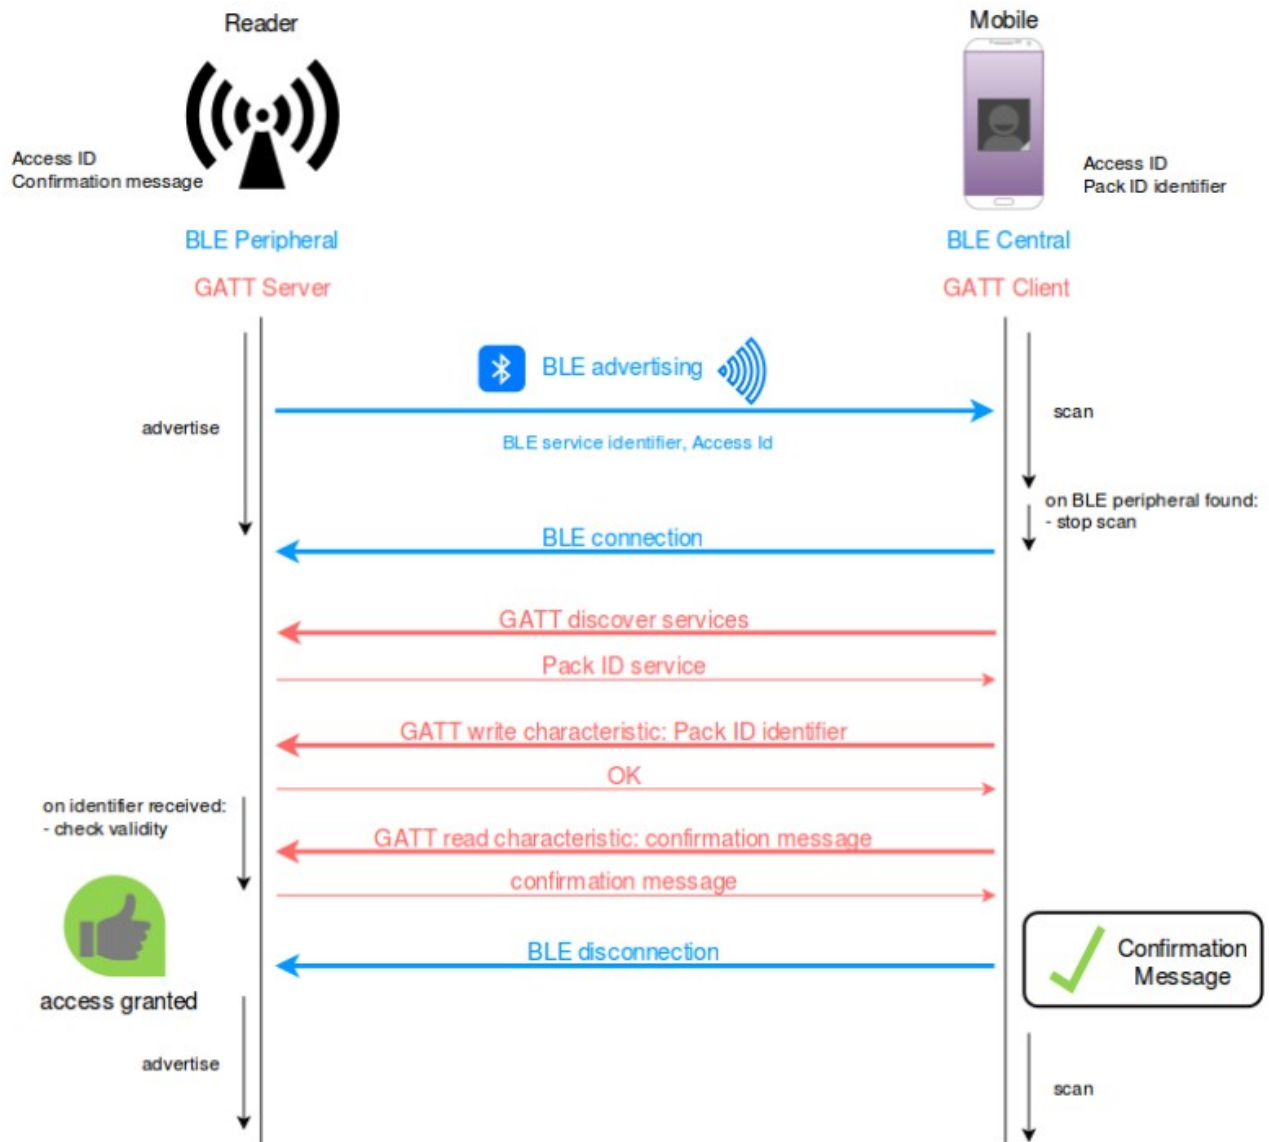 Reader
Mobile
Access ID
Confirmation message
Access ID
Pack ID identifier
BLE Peripheral
BLE Central
GATT Server
GATT Client
BLE advertising
advertise
scan
BLE service identifier, Access Id
on BLE peripheral found:
- stop scan
BLE connection
GATT discover services
Pack ID service
GATT write characteristic: Pack ID identifier
OK
on identifier received:
- check validity
GATT read characteristic: confirmation message
confirmation message
BLE disconnection
Confirmation
Message
access granted
advertise
scan